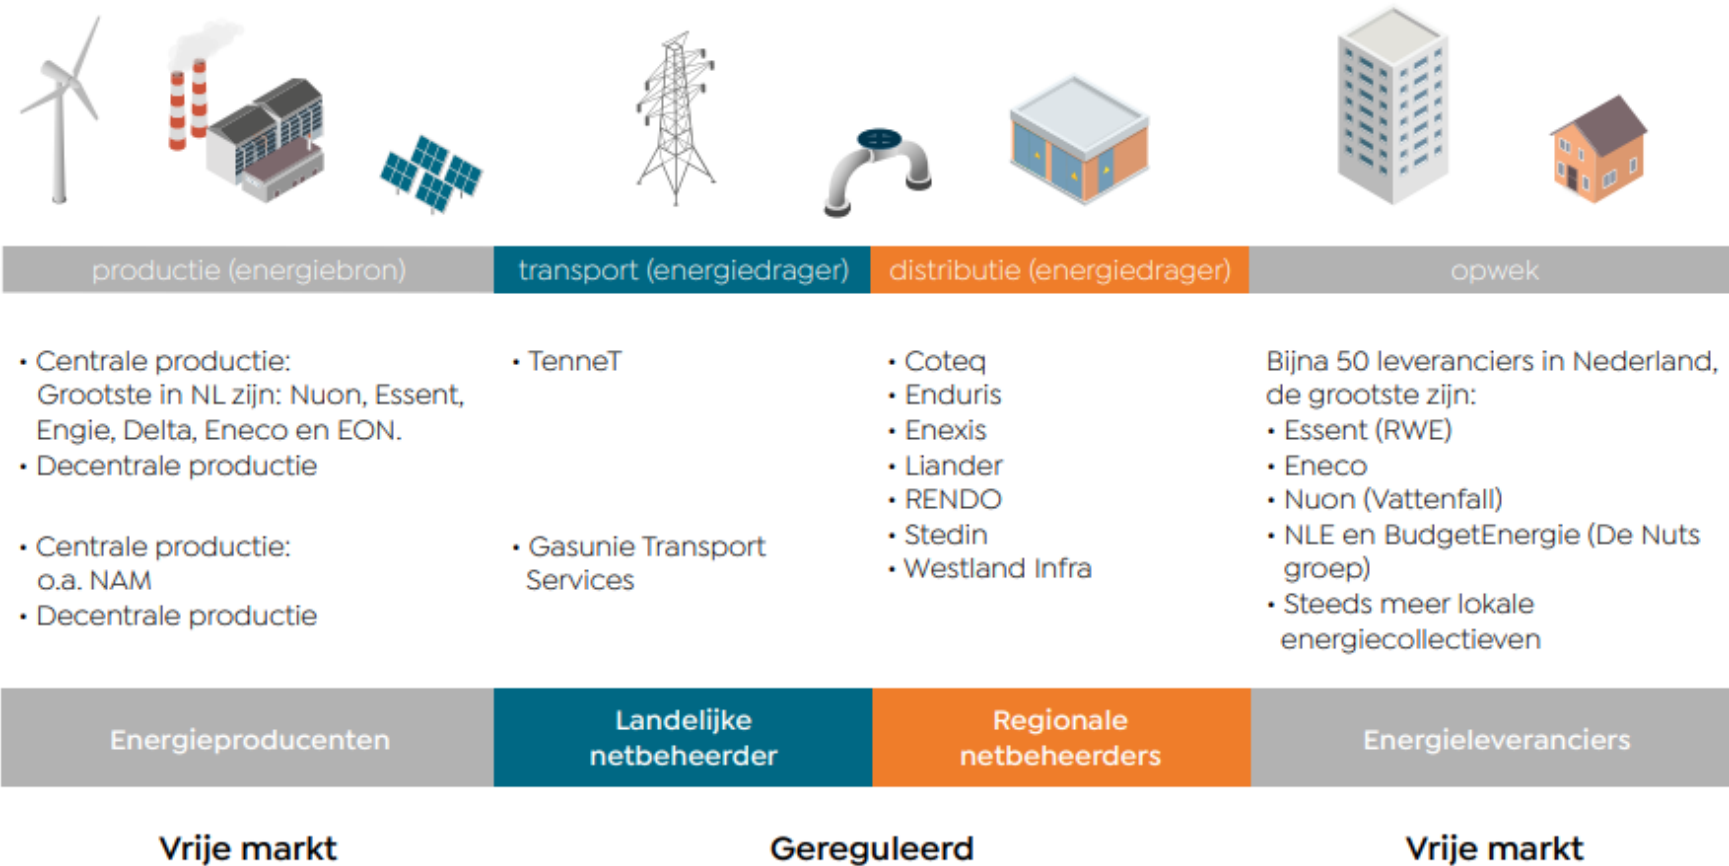 productie (energiebron)
transport (energiedrager)
distributie (energiedrager)
opwek
• Centrale productie:
Grootste in NL zijn: Nuon, Essent,
Engie, Delta, Eneco en EON.
• Decentrale productie
• Centrale productie:
o.a. NAM
• Decentrale productie
• TenneT
• Gasunie Transport
Services
• Coteq
• Enduris
• Enexis
• Liander
• RENDO
• Stedin
• Westland Infra
Bijna 50 leveranciers in Nederland,
de grootste zijn:
• Essent (RWE)
• Eneco
• Nuon (Vattenfall)
• NLE en BudgetEnergie (De Nuts
groep)
• Steeds meer lokale
energiecollectieven
Energieproducenten
Landelijke
netbeheerder
Regionale
netbeheerders
Energieleveranciers
Vrije markt
Gereguleerd
Vrije markt